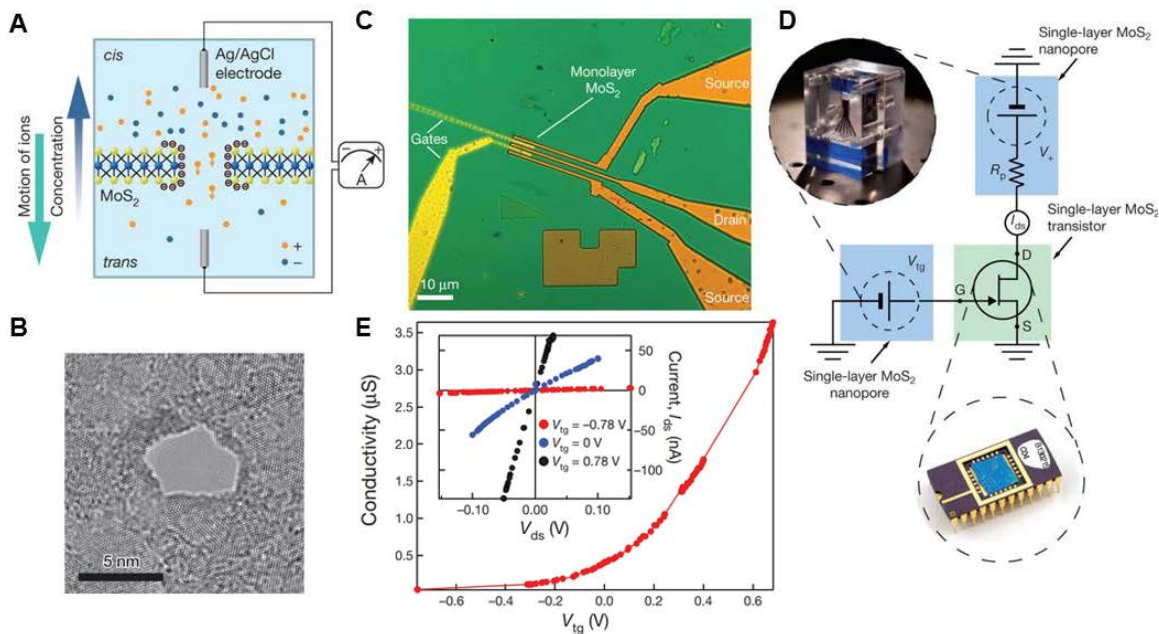 A
cis
Ag/AgCl
electrode
Motion of ions
Concentration
MoS2
− +
A
trans
+
−
B
5 nm
C
Monolayer
MoS2
Source
Gates
Drain
10 μm
Source
D
Single-layer MoS2
nanopore
V+
Rp
Ids
Single-layer MoS2
transistor
D
Vtg
G
S
Single-layer MoS2
nanopore
E
Conductivity (μS)
3.5
3.0
2.5
2.0
1.5
1.0
0.5
50
0
−50
−100
Current, Ids (nA)
Vtg = −0.78 V
Vtg = 0 V
Vtg = 0.78 V
−0.10 0.00 0.10
Vds (V)
−0.6 −0.4 −0.2 0.0 0.2 0.4 0.6
Vtg (V)